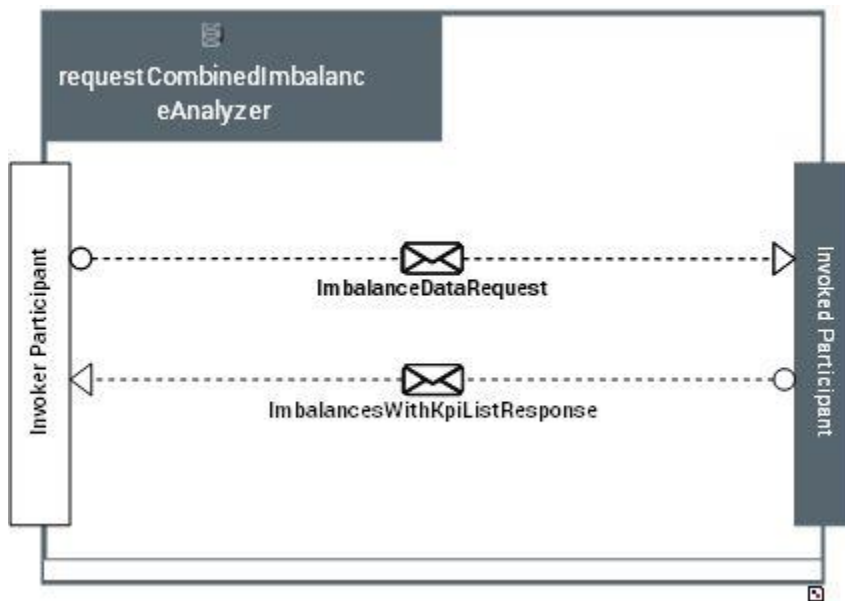 requestCombinedImbalanc
eAnalyzer
Invoker Participant
ImbalanceDataRequest
ImbalancesWithKpiListResponse
Invoked Participant